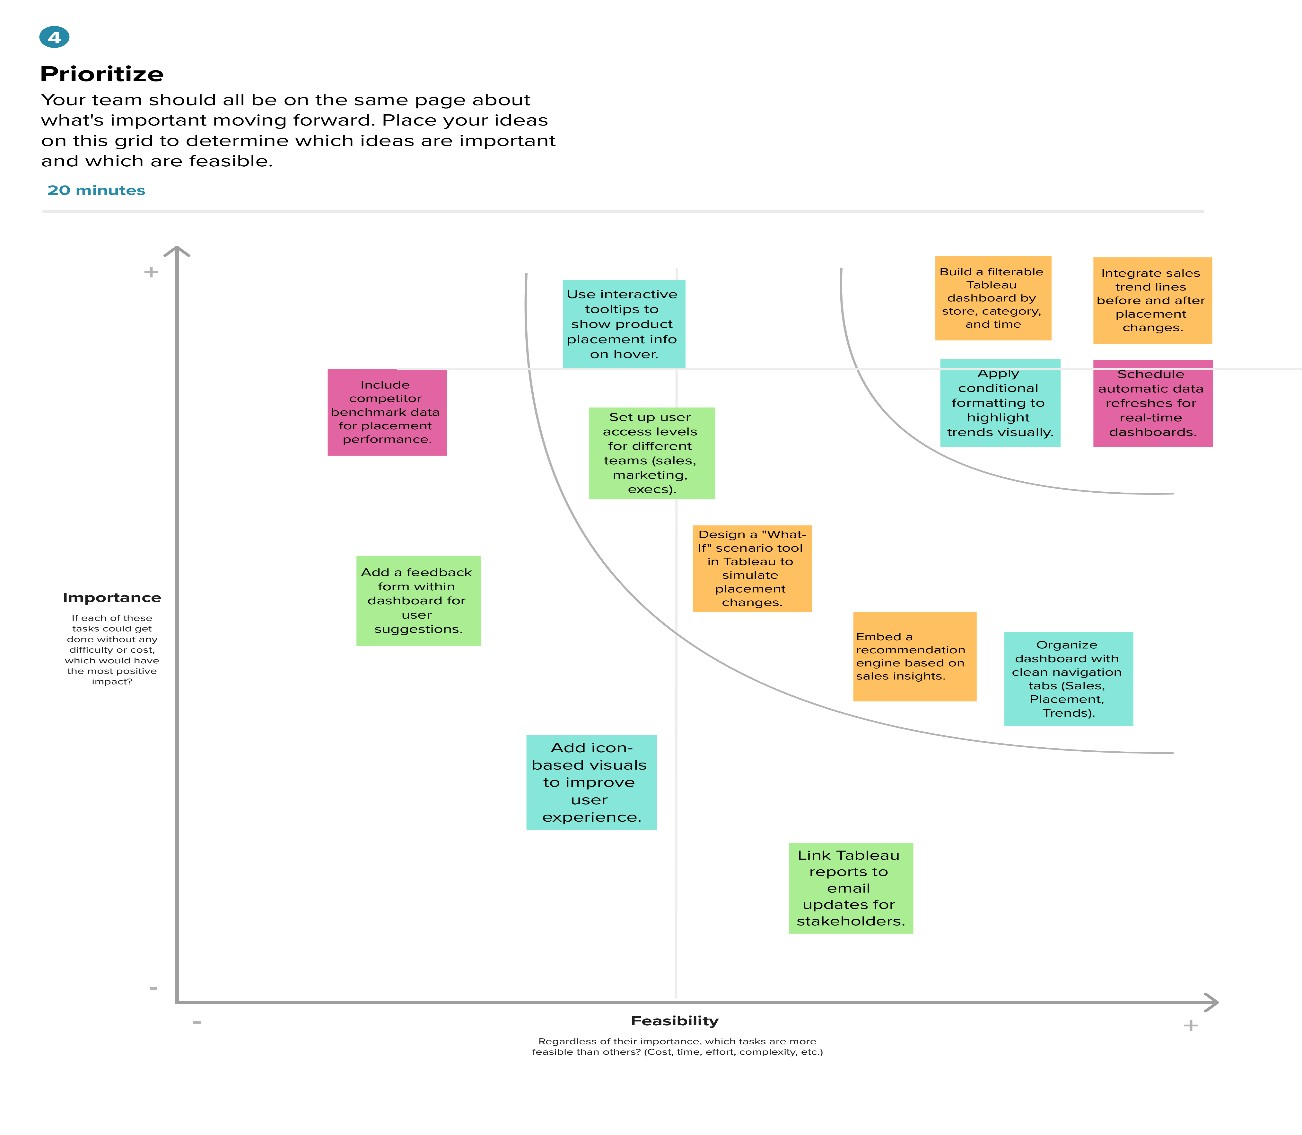 4
Prioritize
Your team should all be on the same page about
what's important moving forward. Place your ideas
on this grid to determine which ideas are important
and which are feasible.
20 minutes
+
Build a filterable
Tableau
dashboard by
store, category,
and time
Integrate sales
trend lines
before and after
placement
changes.
Use interactive
tooltips to
show product
placement info
on hover.
Apply
conditional
formatting to
highlight
trends visually.
Schedule
automatic data
refreshes for
real-time
dashboards.
Include
competitor
benchmark data
for placement
performance.
Set up user
access levels
for different
teams (sales,
marketing,
execs).
Design a "What-
If" scenario tool
in Tableau to
simulate
placement
changes.
Add a feedback
form within
dashboard for
user
suggestions.
Importance
If each of these
tasks could get
done without any
difficulty or cost,
which would have
the most positive
impact?
Embed a
recommendation
engine based on
sales insights.
Organize
dashboard with
clean navigation
tabs (Sales,
Placement,
Trends).
Add icon-
based visuals
to improve
user
experience.
Link Tableau
reports to
email
updates for
stakeholders.
-
-
Feasibility
+
Regardless of their importance, which tasks are more
feasible than others? (Cost, time, effort, complexity, etc.)